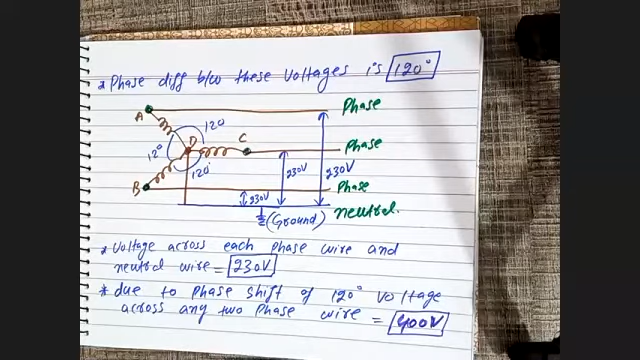 * Phase diff b/w these voltages is 120°
A
Phase
120
D
C
Phase
120
120°
230V
230V
B
230V
Phase
(Ground)
neutral.
* Voltage across each phase wire and
neutral wire = 230V
* due to phase shift of 120° voltage
across any two phase wire = 400V